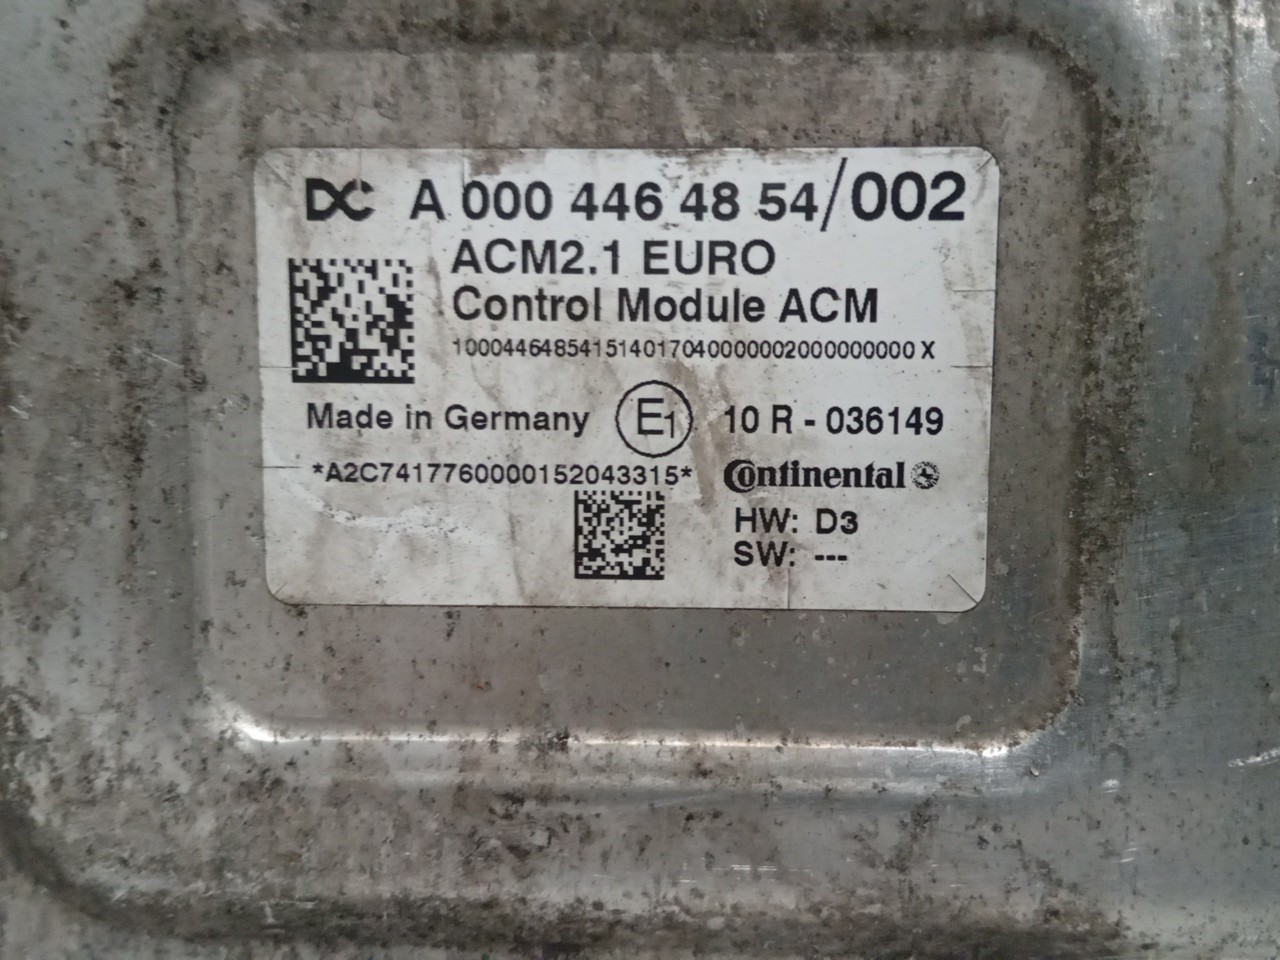 DC A 000 446 48 54/002
ACM2.1 EURO
Control Module ACM
100044648541514017040000002000000000 X
Made in Germany E1 10 R - 036149
*A2C7417760000152043315* Continental
HW: D3
SW: ---